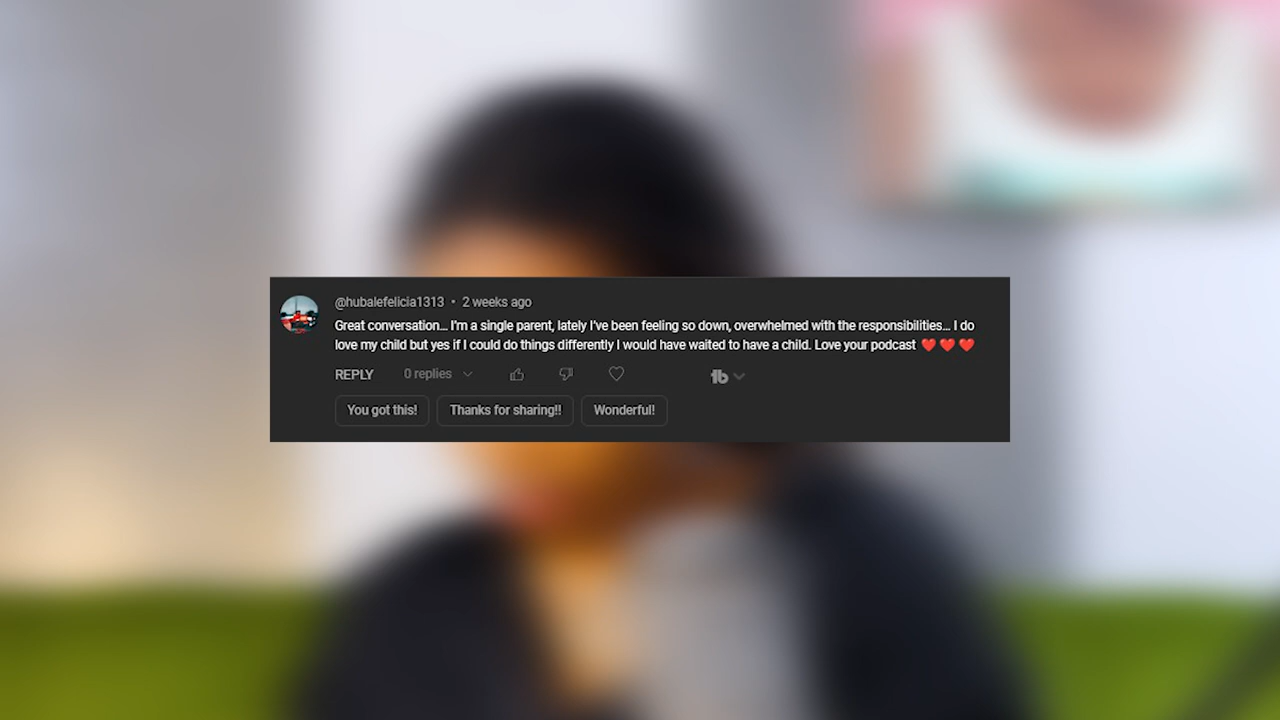 @hubalefelicia1313 • 2 weeks ago
Great conversation... I'm a single parent, lately I've been feeling so down, overwhelmed with the responsibilities... I do
love my child but yes if I could do things differently I would have waited to have a child. Love your podcast ❤️❤️❤️
REPLY 0 replies
You got this! Thanks for sharing!! Wonderful!